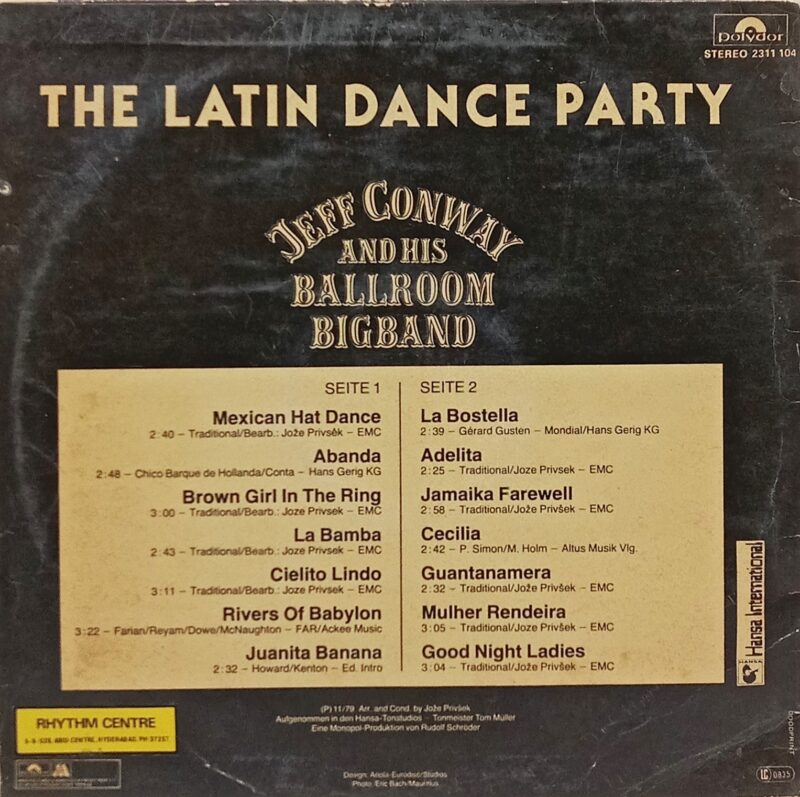 polydor
STEREO 2311 104
THE LATIN DANCE PARTY
JEFF CONWAY
AND HIS
BALLROOM
BIGBAND
SEITE 1
Mexican Hat Dance
2:40 – Traditional/Bearb.: Jože Privšek – EMC
Abanda
2:48 – Chico Barque de Hollanda/Conta – Hans Gerig KG
Brown Girl In The Ring
3:00 – Traditional/Bearb.: Joze Privsek – EMC
La Bamba
2:43 – Traditional/Bearb.: Joze Privsek – EMC
Cielito Lindo
3:11 – Traditional/Bearb.: Joze Privsek – EMC
Rivers Of Babylon
3:22 – Farian/Reyam/Dowe/McNaughton – FAR/Ackee Music
Juanita Banana
2:32 – Howard/Kenton – Ed. Intro
SEITE 2
La Bostella
2:39 – Gérard Gusten – Mondial/Hans Gerig KG
Adelita
2:25 – Traditional/Joze Privsek – EMC
Jamaika Farewell
2:58 – Traditional/Jože Privšek – EMC
Cecilia
2:42 – P. Simon/M. Holm – Altus Musik Vlg.
Guantanamera
2:32 – Traditional/Jože Privšek – EMC
Mulher Rendeira
3:05 – Traditional/Joze Privšek – EMC
Good Night Ladies
3:04 – Traditional/Jože Privšek – EMC
Hansa International
HANSA
(P) 11/79 Arr. and Cond. by Jože Privšek
Aufgenommen in den Hansa-Tonstudios – Tonmeister Tom Müller
Eine Monopol-Produktion von Rudolf Schröder
RHYTHM CENTRE
ABID CENTRE, HYDERABAD. PH:37257
Design: Ariola-Eurodisc/Studios
Photo: Eric Bach/Mauritius
GOODPRINT
LC 0835